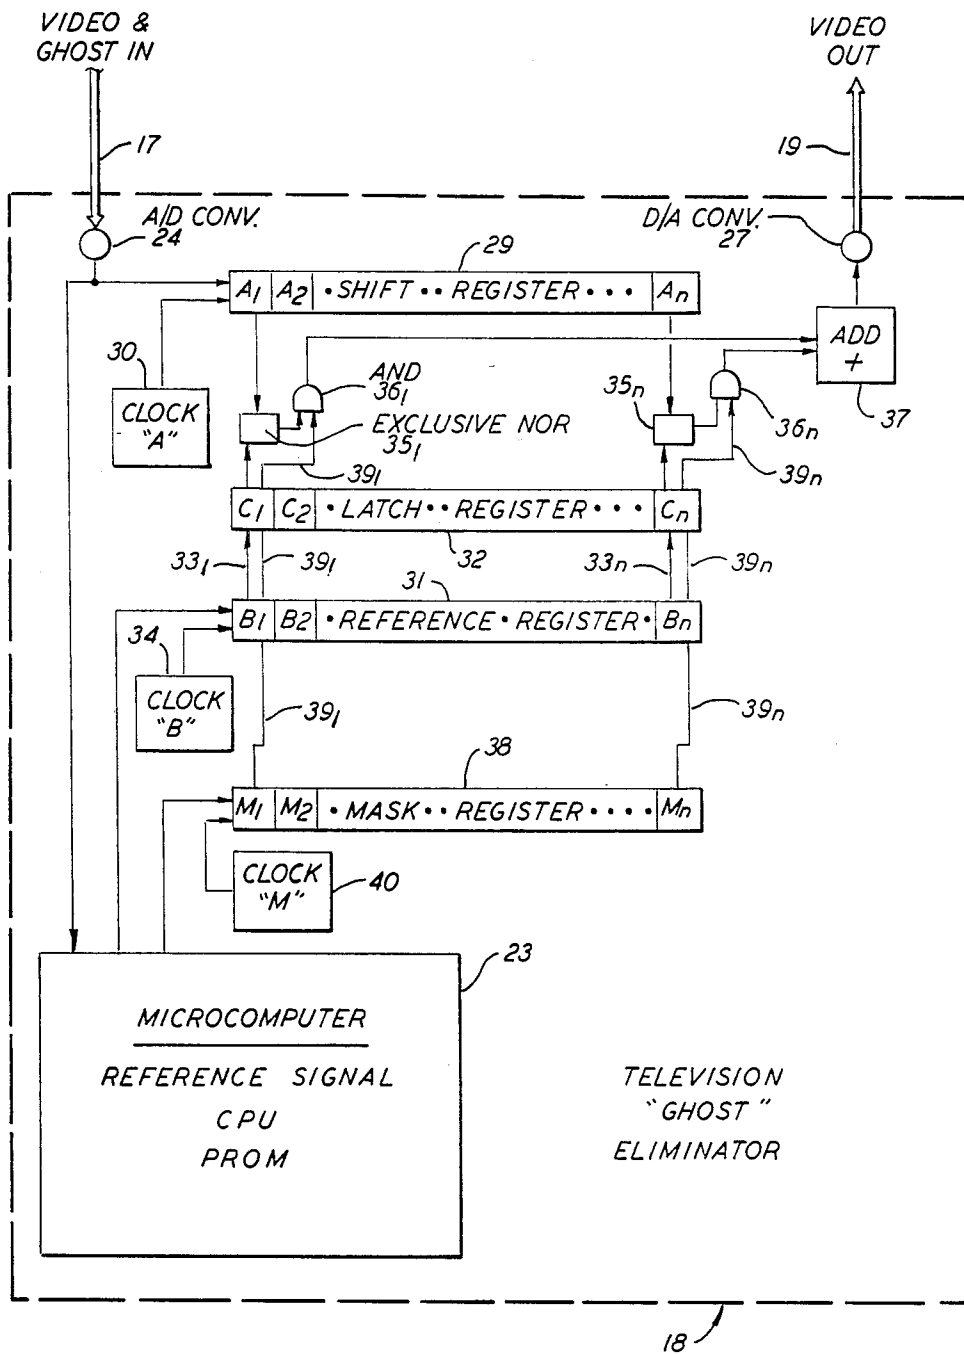 VIDEO &
GHOST IN
VIDEO
OUT
17
19
A/D CONV.
24
D/A CONV.
27
29
A1 A2 •SHIFT••REGISTER••• An
30
CLOCK
"A"
AND
361
EXCLUSIVE NOR
351
35n
36n
ADD
+
37
391
39n
C1 C2 •LATCH••REGISTER••• Cn
32
331
391
31
33n
39n
B1 B2 •REFERENCE•REGISTER• Bn
34
CLOCK
"B"
391
39n
38
M1 M2 •MASK••REGISTER•••• Mn
CLOCK
"M"
40
23
MICROCOMPUTER
REFERENCE SIGNAL
CPU
PROM
TELEVISION
"GHOST"
ELIMINATOR
18